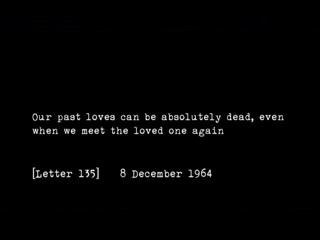 Our past loves can be absolutely dead, even
when we meet the loved one again
[Letter 135] 8 December 1964